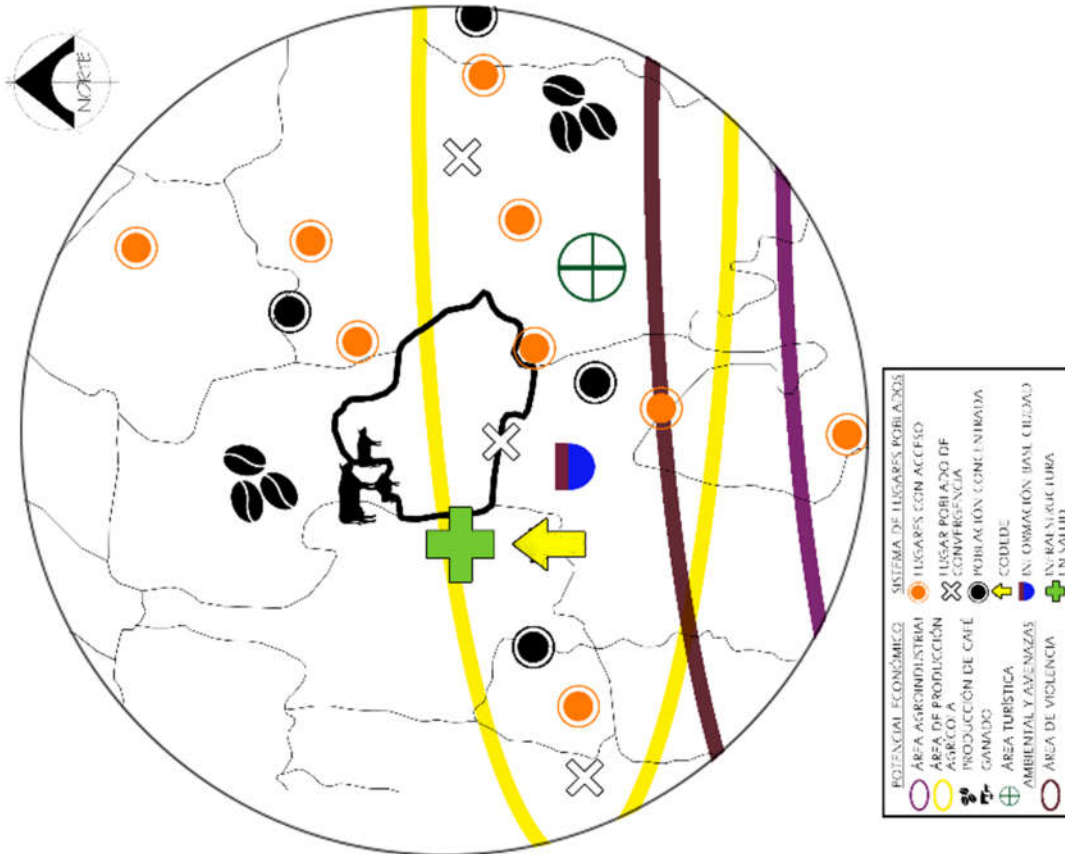 NORTE
POTENCIAL ECONÓMICO
ÁREA AGROINDUSTRIAL
ÁREA DE PRODUCCIÓN
AGRÍCOLA
PRODUCCIÓN DE CAFÉ
GANADO
ÁREA TURÍSTICA
AMBIENTAL Y AMENAZAS
ÁREA DE VIOLENCIA
SISTEMA DE LUGARES POBLADOS
LUGARES CON ACCESO
LUGAR POBLADO DE
CONVERGENCIA
POBLACIÓN CONCENTRADA
CODEDE
INFORMACIÓN BASE CIUDAD
INFRAESTRUCTURA
EN SALUD